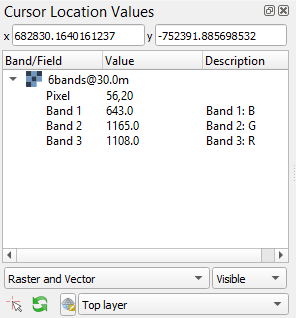 Cursor Location Values
x 682830.1640161237 y -752391.885698532
Band/Field Value Description
6bands@30.0m
Pixel 56,20
Band 1 643.0 Band 1: B
Band 2 1165.0 Band 2: G
Band 3 1108.0 Band 3: R
Raster and Vector Visible
Top layer